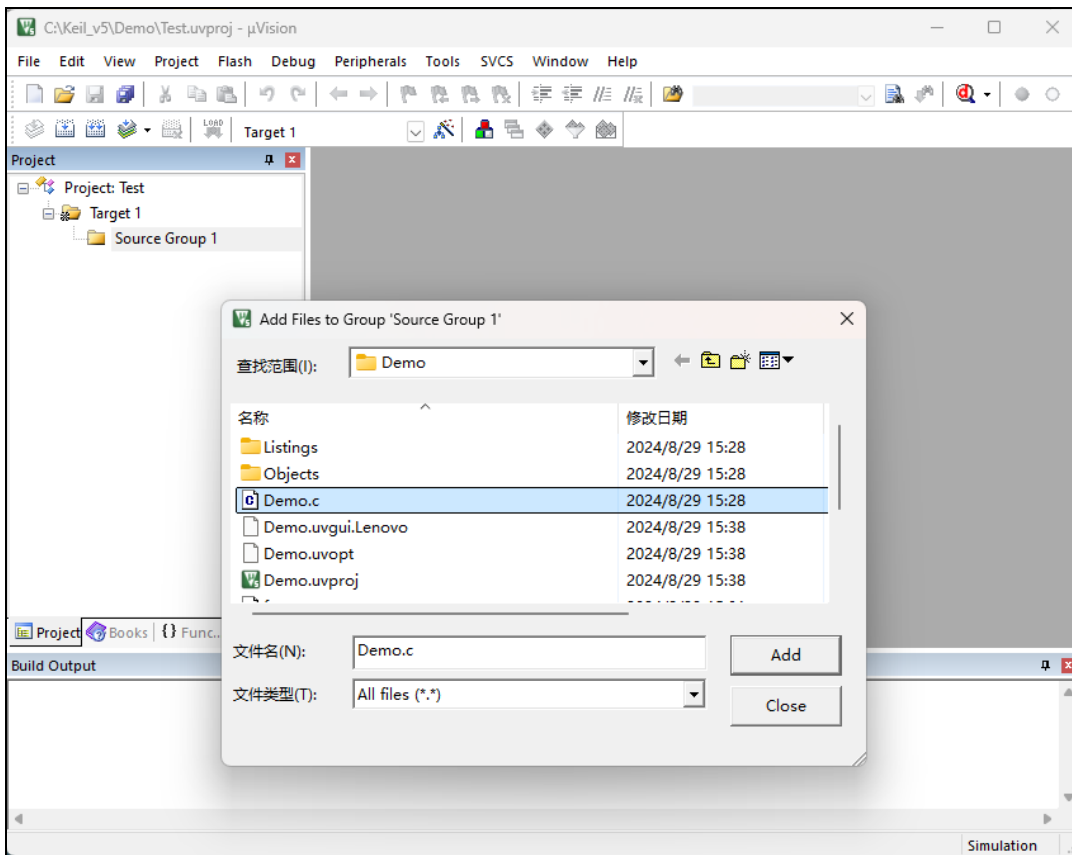 C:\Keil_v5\Demo\Test.uvproj - µVision
File Edit View Project Flash Debug Peripherals Tools SVCS Window Help
LOAD Target 1
Project
Project: Test
Target 1
Source Group 1
Add Files to Group 'Source Group 1'
查找范围(I): Demo
名称 修改日期
Listings 2024/8/29 15:28
Objects 2024/8/29 15:28
Demo.c 2024/8/29 15:28
Demo.uvgui.Lenovo 2024/8/29 15:38
Demo.uvopt 2024/8/29 15:38
Demo.uvproj 2024/8/29 15:38
Project Books {} Func...
文件名(N): Demo.c Add
Build Output
文件类型(T): All files (*.*) Close
Simulation